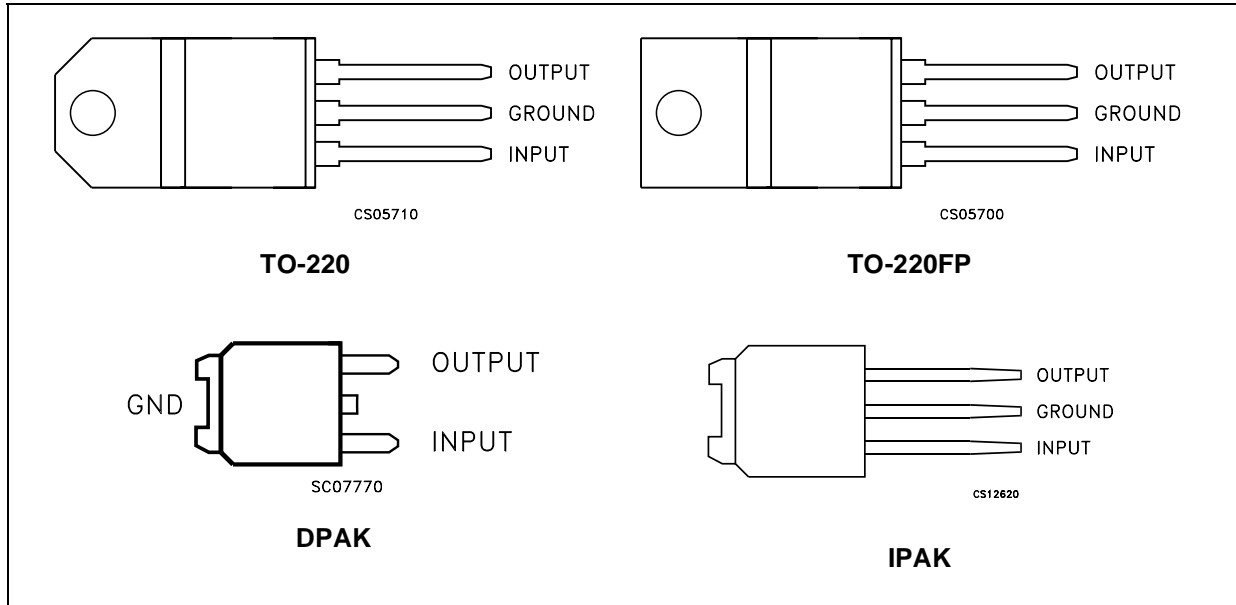 OUTPUT
GROUND
INPUT
CS05710
TO-220
OUTPUT
GROUND
INPUT
CS05700
TO-220FP
GND
OUTPUT
INPUT
SC07770
DPAK
OUTPUT
GROUND
INPUT
CS12620
IPAK